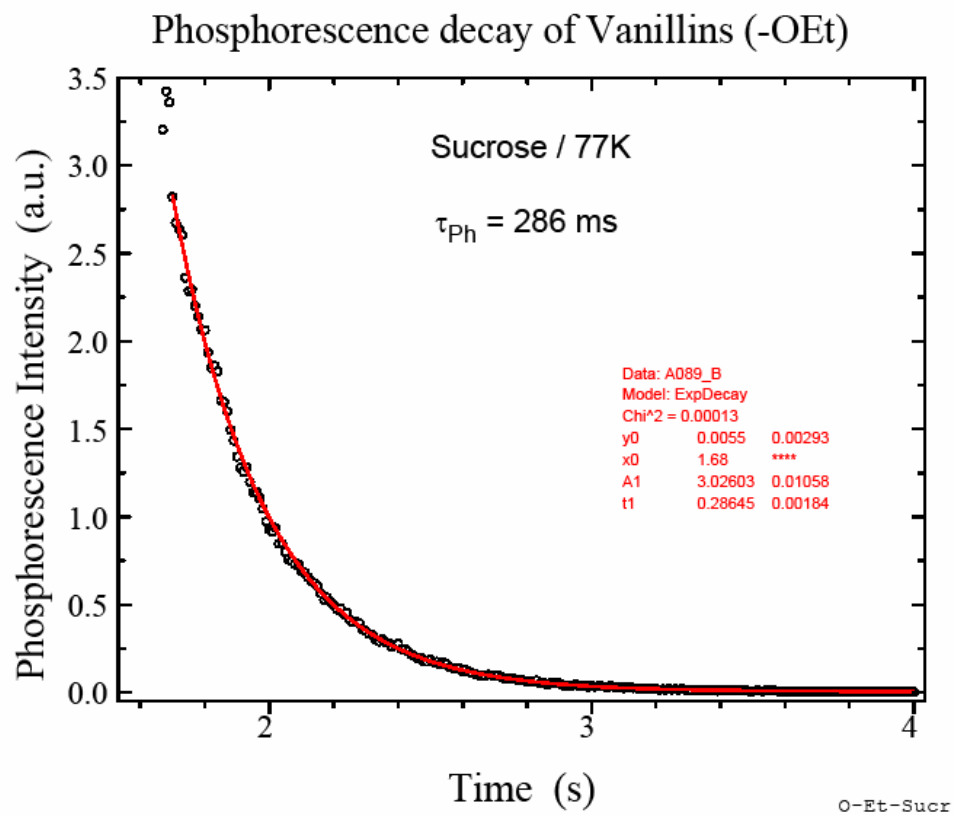 Phosphorescence decay of Vanillins (-OEt)
Phosphorescence Intensity (a.u.)
3.5
3.0
2.5
2.0
1.5
1.0
0.5
0.0
Sucrose / 77K
τPh = 286 ms
Data: A089_B
Model: ExpDecay
Chi^2 = 0.00013
y0 0.0055 0.00293
x0 1.68 ****
A1 3.02603 0.01058
t1 0.28645 0.00184
2 3 4
Time (s)
O-Et-Sucr